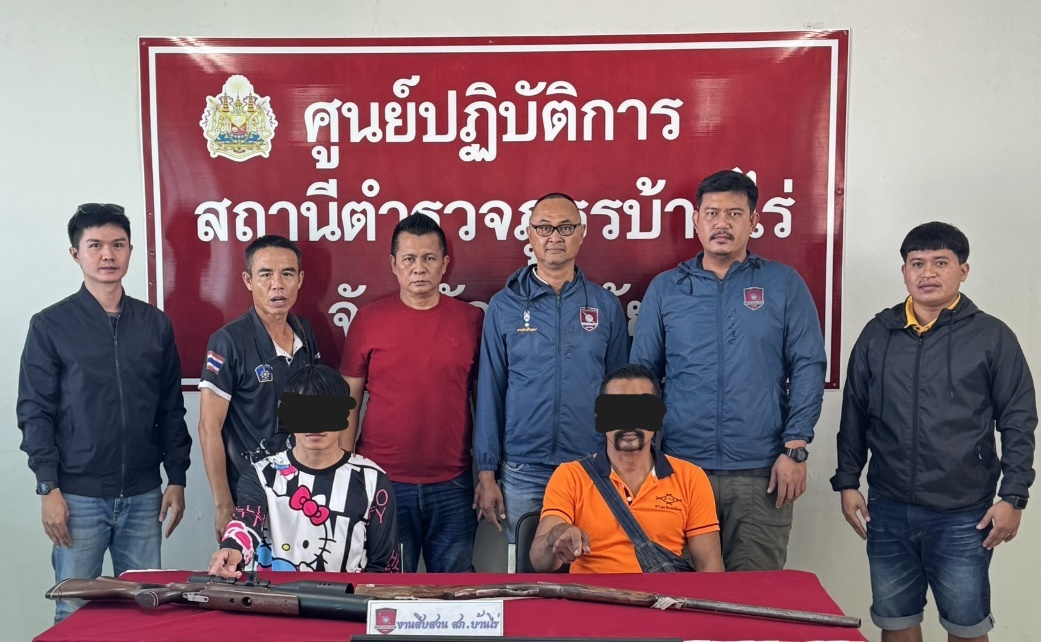 ศูนย์ปฏิบัติการ
สถานีตำรวจภูธรบ้านไร่
งานสืบสวน สภ.บ้านไร่